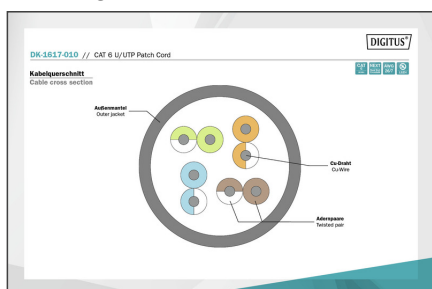 DIGITUS®
DK-1617-010 // CAT 6 U/UTP Patch Cord
Kabelquerschnitt
Cable cross section
Außenmantel
Outer jacket
Cu-Draht
Cu-Wire
Adernpaare
Twisted pair